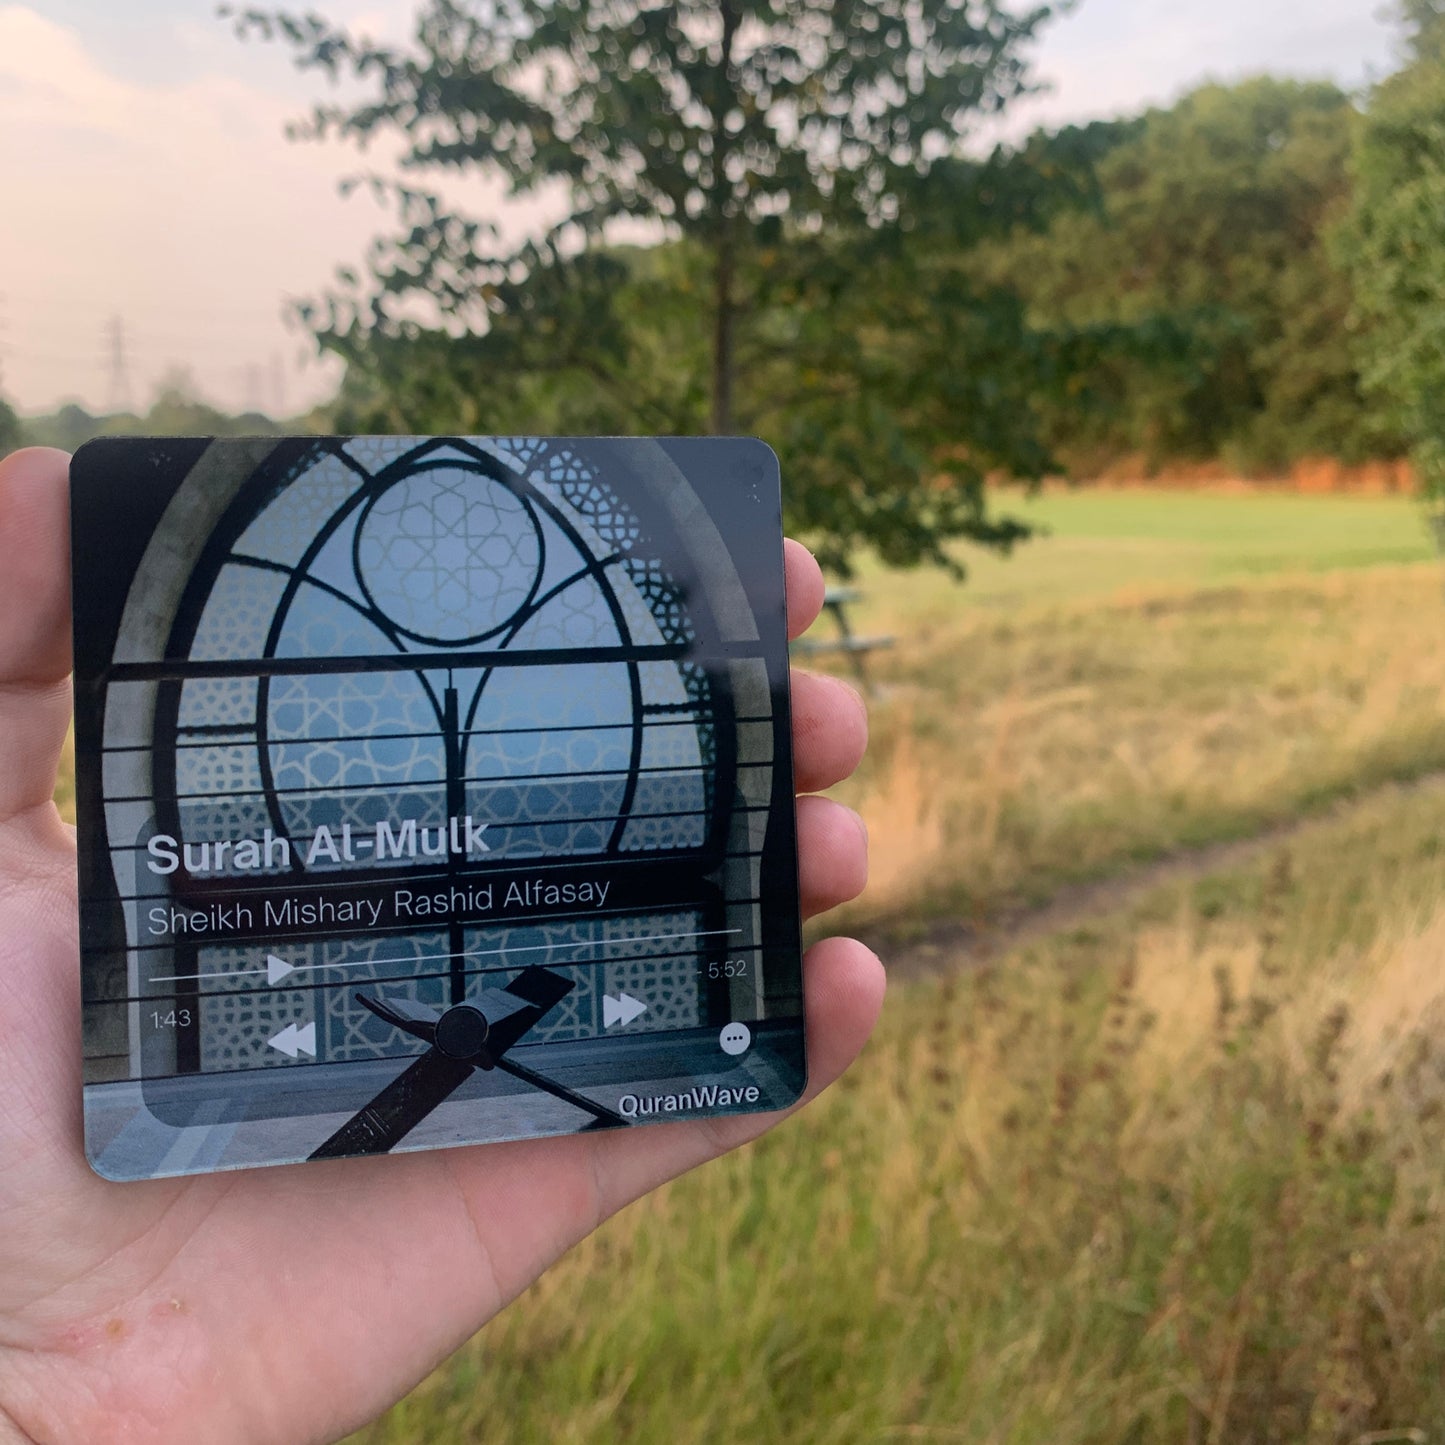 Surah Al-Mulk
Sheikh Mishary Rashid Alfasay
1:43
- 5:52
QuranWave